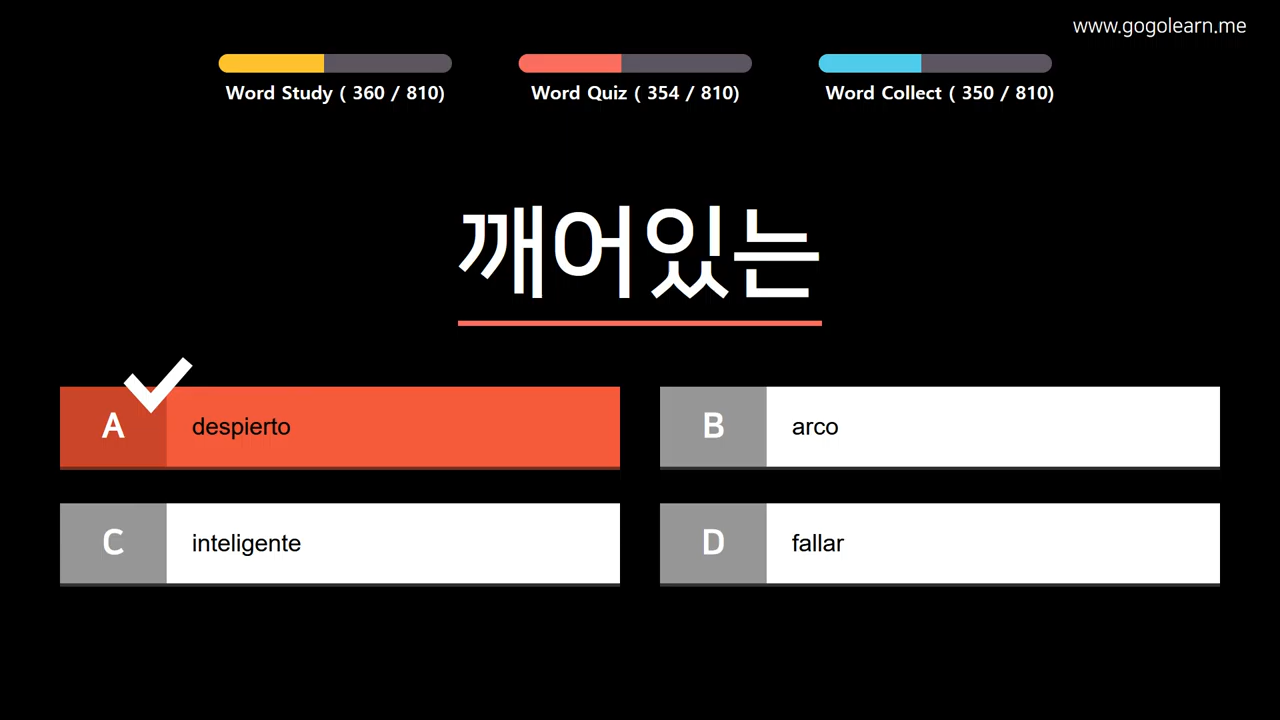 www.gogolearn.me
Word Study ( 360 / 810)
Word Quiz ( 354 / 810)
Word Collect ( 350 / 810)
깨어있는
A despierto
B arco
C inteligente
D fallar